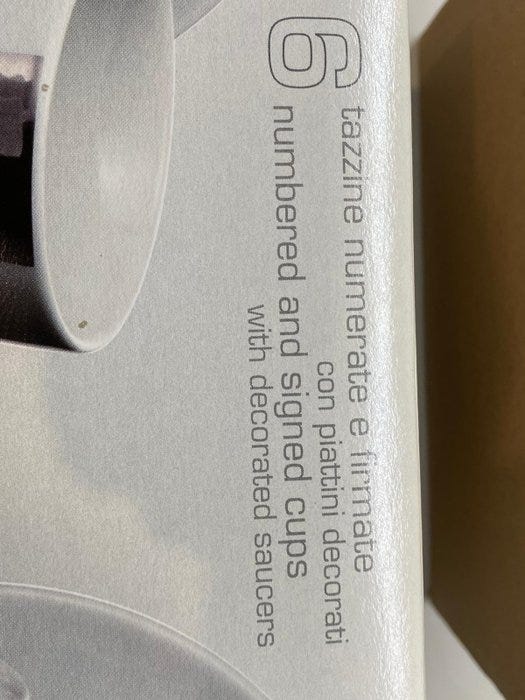 6 tazzine numerate e firmate
con piattini decorati
numbered and signed cups
with decorated saucers